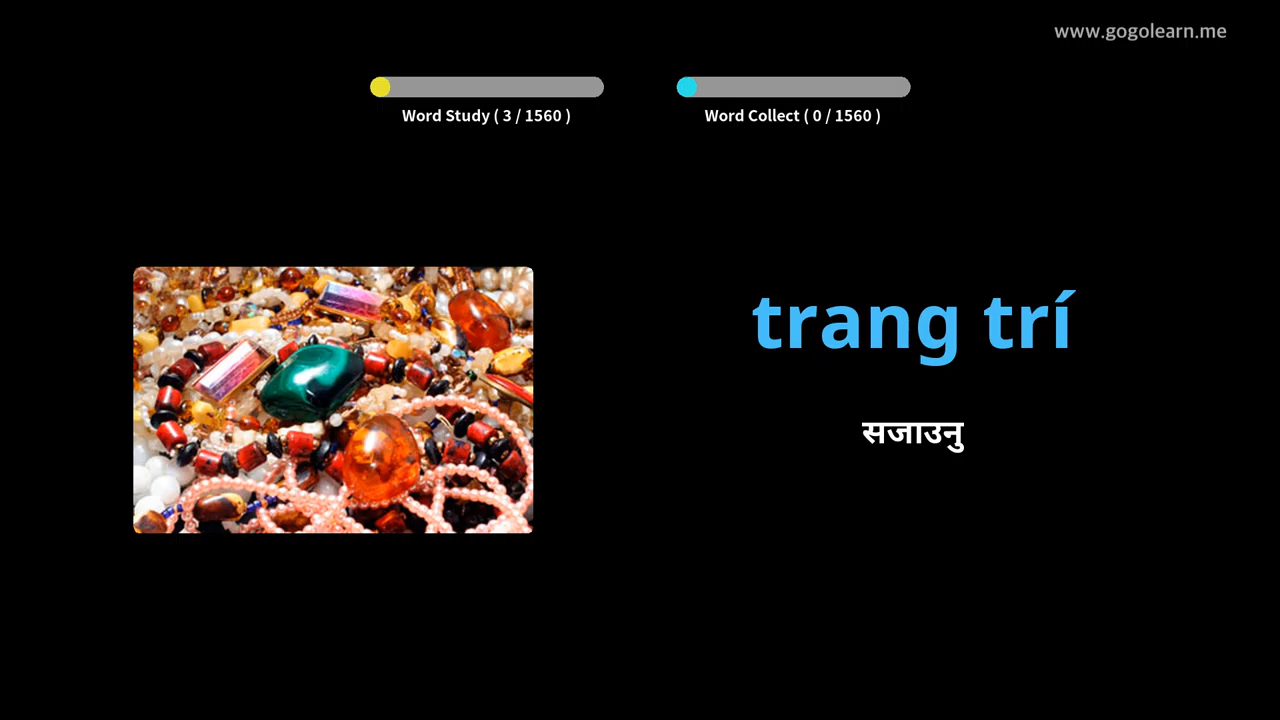 www.gogolearn.me
Word Study ( 3 / 1560 )
Word Collect ( 0 / 1560 )
trang trí
सजाउनु